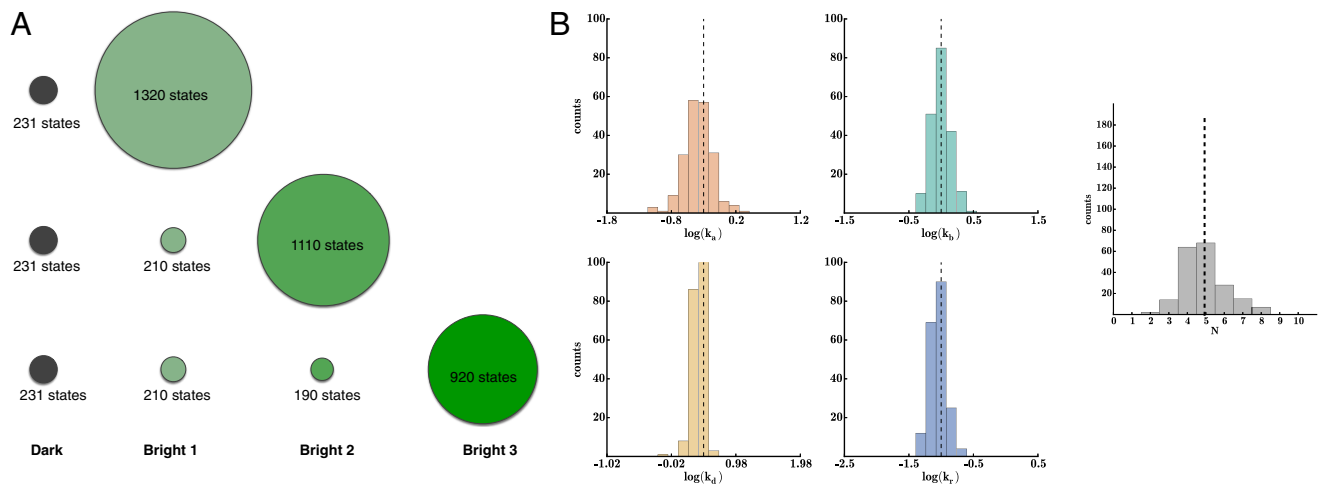 A
1320 states
231 states
1110 states
231 states
210 states
920 states
231 states
210 states
190 states
Dark
Bright 1
Bright 2
Bright 3
B
100
80
60
40
20
counts
-1.8
-0.8
0.2
1.2
log(k_a)
100
80
60
40
20
-1.5
-0.5
0.5
1.5
log(k_b)
100
80
60
40
20
counts
-1.02
-0.02
0.98
1.98
log(k_d)
100
80
60
40
20
-2.5
-1.5
-0.5
0.5
log(k_r)
180
160
140
120
100
80
60
40
20
counts
0 1 2 3 4 5 6 7 8 9 10
N